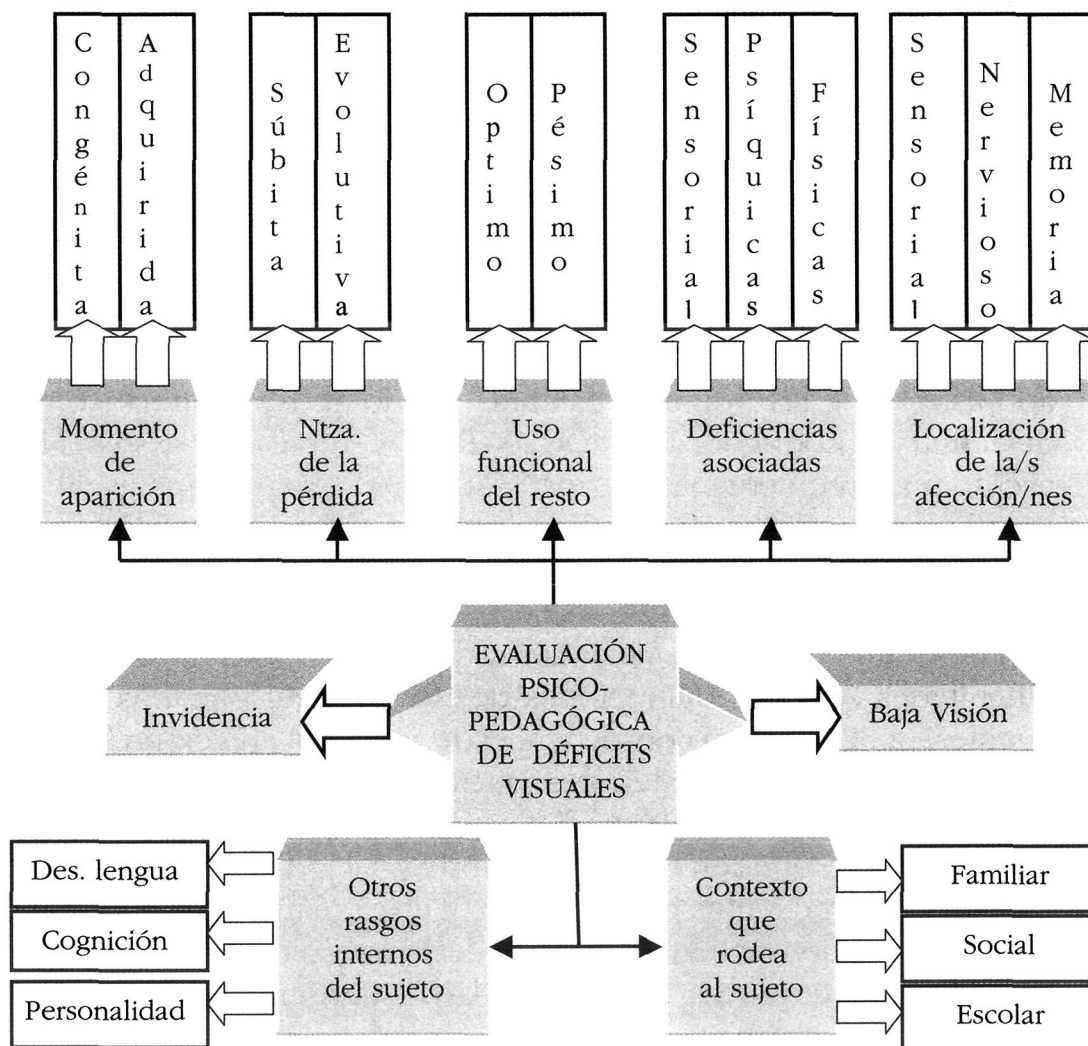 Congénita
Adquirida
Súbita
Evolutiva
Optimo
Pésimo
Sensorial
Psíquicas
Físicas
Sensorial
Nervioso
Memoria
Momento
de
aparición
Ntza.
de la
pérdida
Uso
funcional
del resto
Deficiencias
asociadas
Localización
de la/s
afección/nes
EVALUACIÓN
PSICO-
PEDAGÓGICA
DE DÉFICITS
VISUALES
Invidencia
Baja Visión
Des. lengua
Cognición
Personalidad
Otros
rasgos
internos
del sujeto
Contexto
que
rodea
al sujeto
Familiar
Social
Escolar